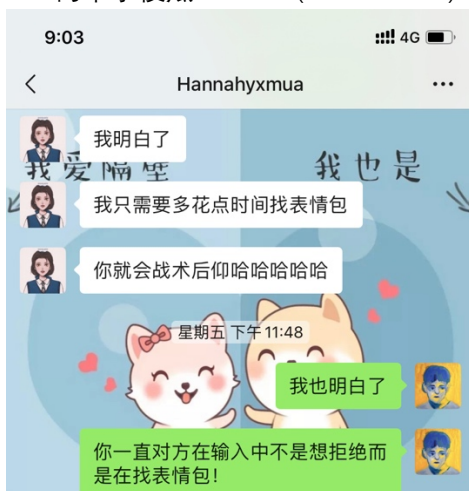 9:03
4G
Hannahyxmua
我明白了
我爱隔壁
我也是
我只需要多花点时间找表情包
你就会战术后仰哈哈哈哈哈
星期五 下午 11:48
我也明白了
你一直对方在输入中不是想拒绝而
是在找表情包!